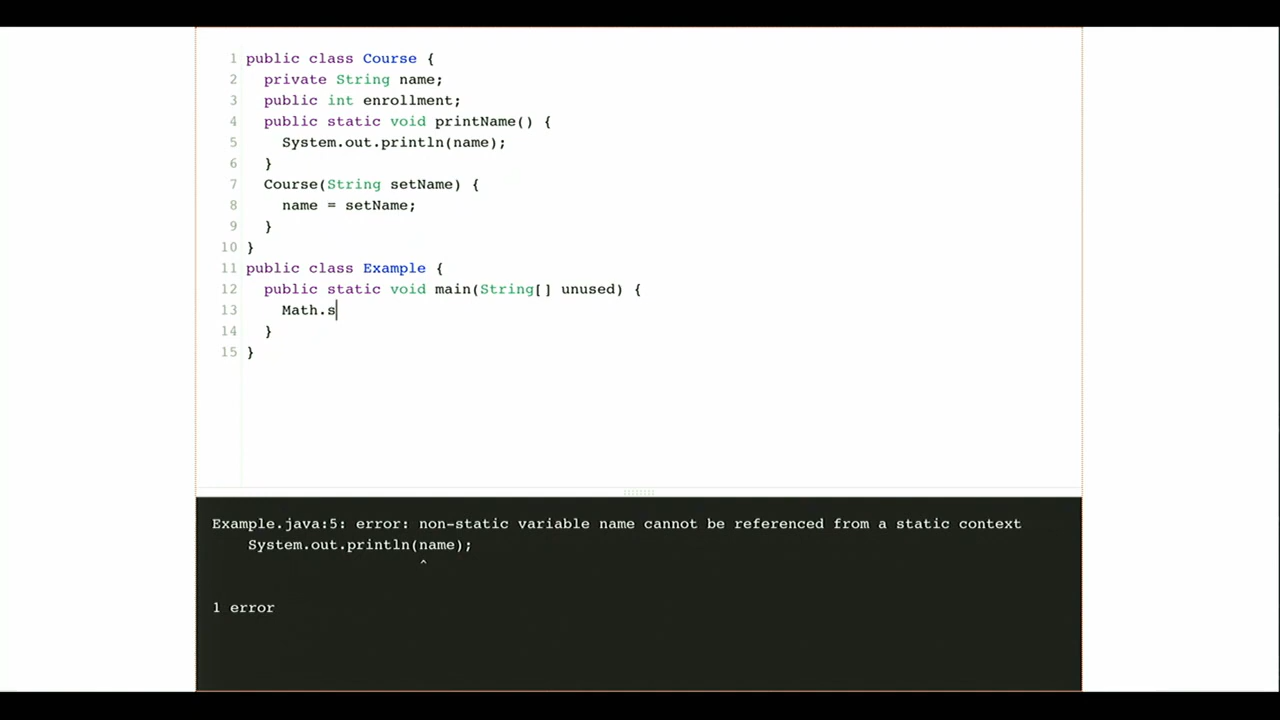 1 public class Course {
2 private String name;
3 public int enrollment;
4 public static void printName() {
5 System.out.println(name);
6 }
7 Course(String setName) {
8 name = setName;
9 }
10 }
11 public class Example {
12 public static void main(String[] unused) {
13 Math.s
14 }
15 }
Example.java:5: error: non-static variable name cannot be referenced from a static context
System.out.println(name);
^
1 error